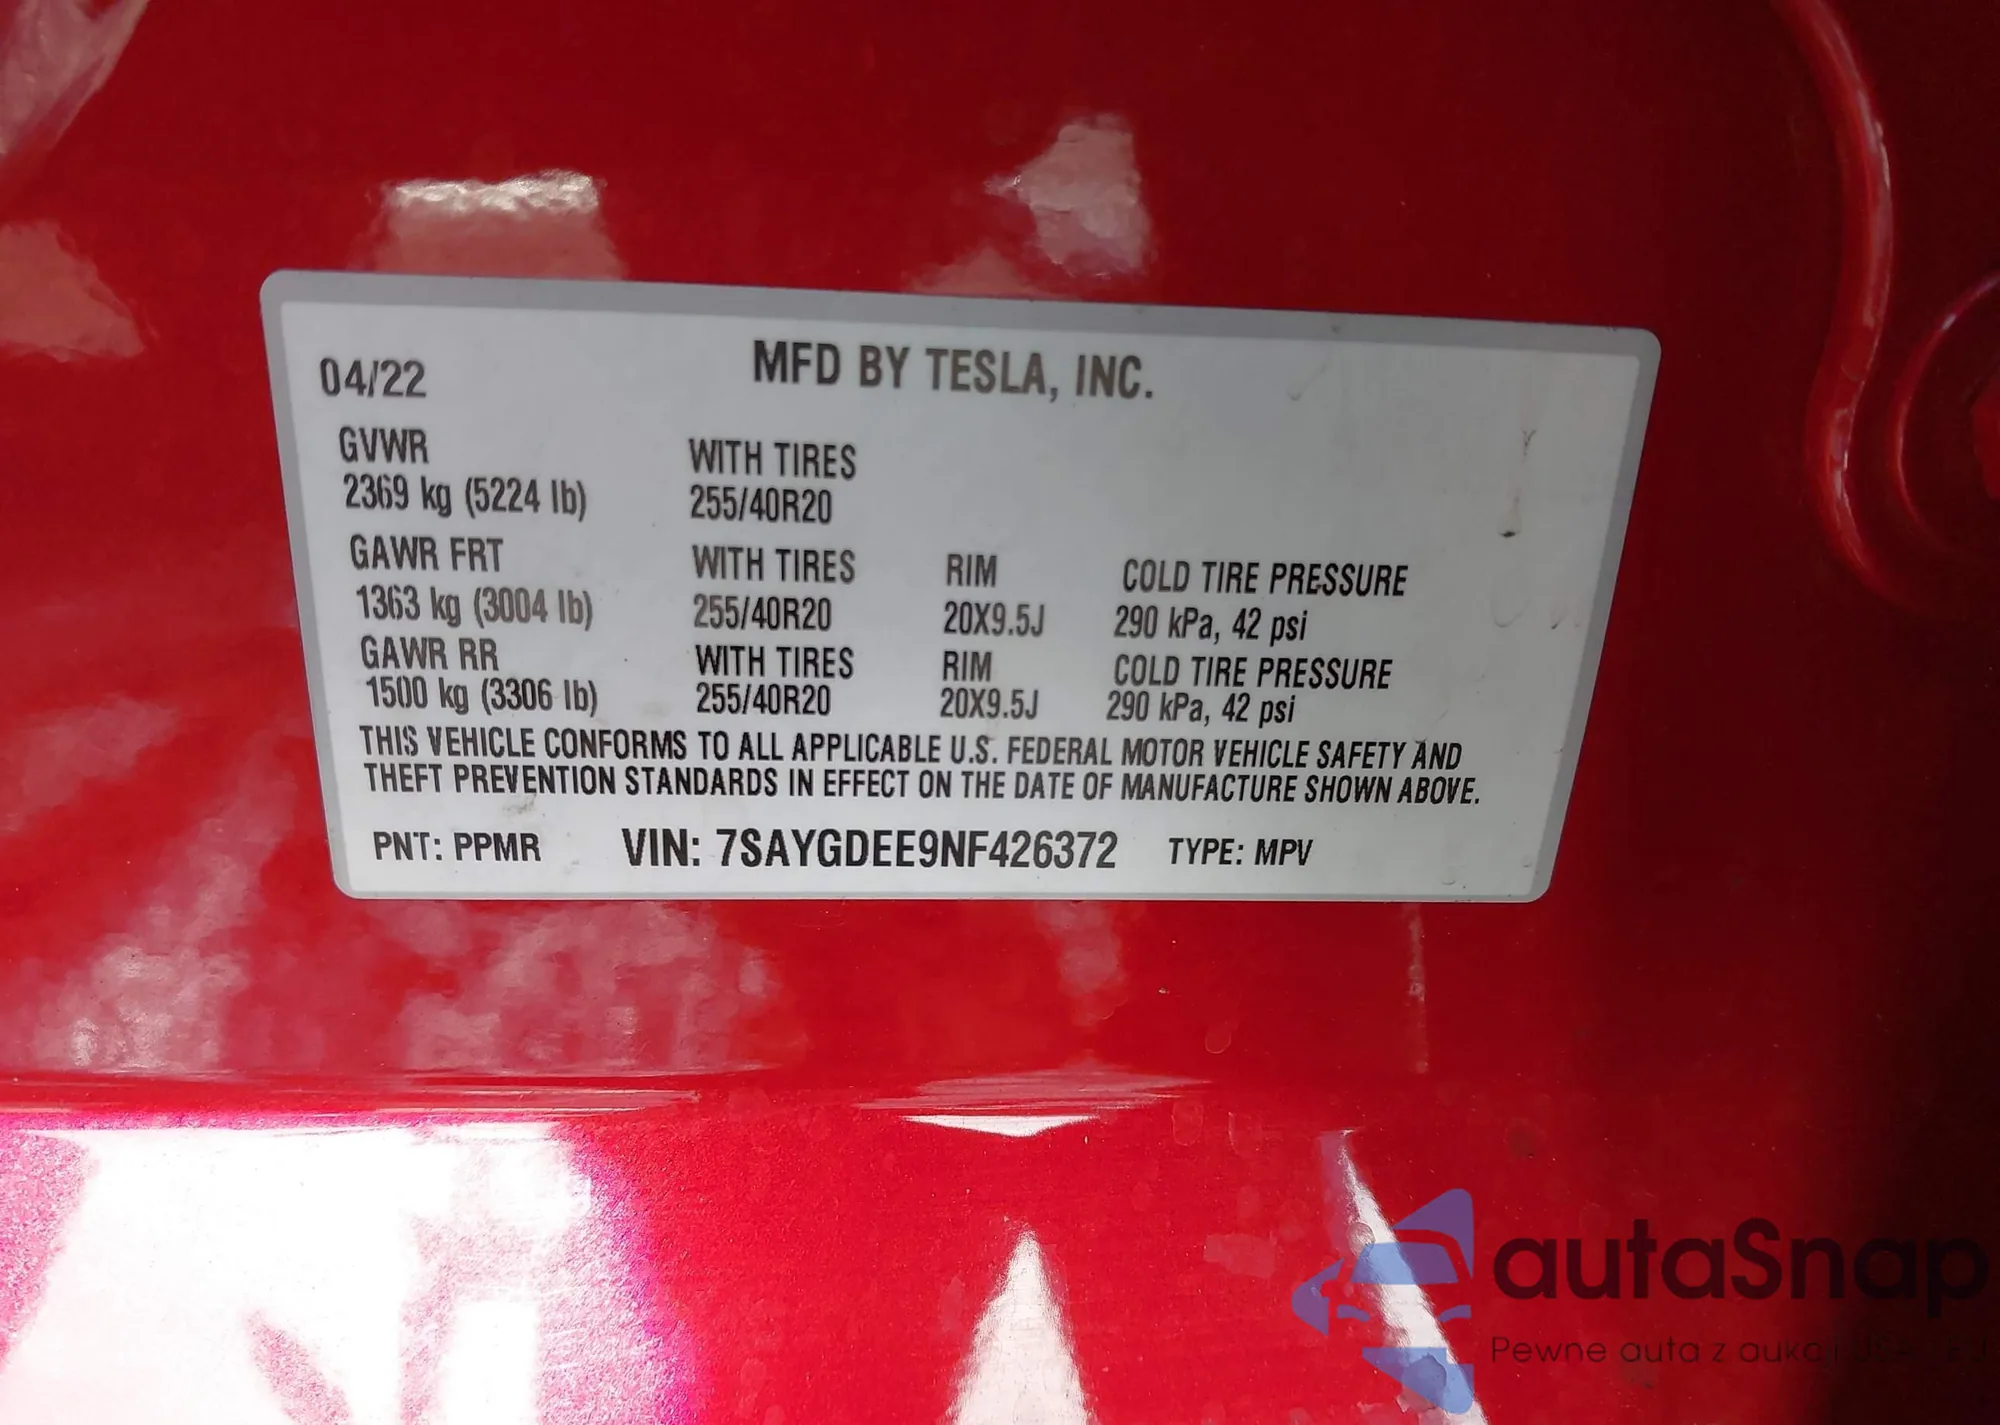 04/22 MFD BY TESLA, INC.
GVWR WITH TIRES
2369 kg (5224 lb) 255/40R20
GAWR FRT WITH TIRES RIM COLD TIRE PRESSURE
1363 kg (3004 lb) 255/40R20 20X9.5J 290 kPa, 42 psi
GAWR RR WITH TIRES RIM COLD TIRE PRESSURE
1500 kg (3306 lb) 255/40R20 20X9.5J 290 kPa, 42 psi
THIS VEHICLE CONFORMS TO ALL APPLICABLE U.S. FEDERAL MOTOR VEHICLE SAFETY AND
THEFT PREVENTION STANDARDS IN EFFECT ON THE DATE OF MANUFACTURE SHOWN ABOVE.
PNT: PPMR VIN: 7SAYGDEE9NF426372 TYPE: MPV
autaSnap
Pewne auta z